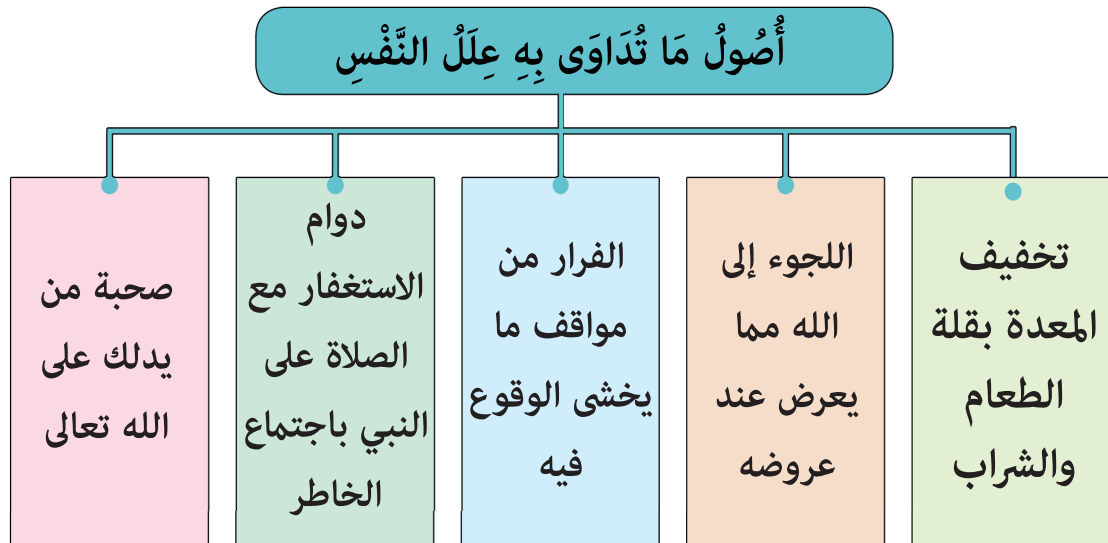 أُصُولُ مَا تُدَاوَى بِهِ عِلَلُ النَّفْسِ
تخفيف
المعدة بقلة
الطعام
والشراب
اللجوء إلى
الله مما
يعرض عند
عروضه
الفرار من
مواقف ما
يخشى الوقوع
فيه
دوام
الاستغفار مع
الصلاة على
النبي باجتماع
الخاطر
صحبة من
يدلك على
الله تعالى